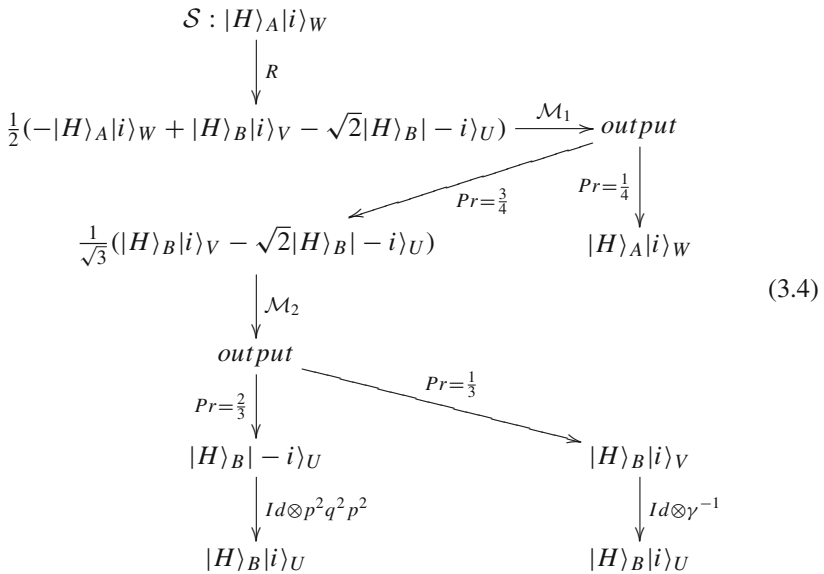 𝒮 : |H⟩_A|i⟩_W
R
½(−|H⟩_A|i⟩_W + |H⟩_B|i⟩_V − √2|H⟩_B| − i⟩_U) ℳ₁ output
Pr=3/4 Pr=1/4
1/√3(|H⟩_B|i⟩_V − √2|H⟩_B| − i⟩_U) |H⟩_A|i⟩_W
(3.4)
ℳ₂
output
Pr=2/3 Pr=1/3
|H⟩_B| − i⟩_U |H⟩_B|i⟩_V
Id⊗p²q²p² Id⊗γ⁻¹
|H⟩_B|i⟩_U |H⟩_B|i⟩_U